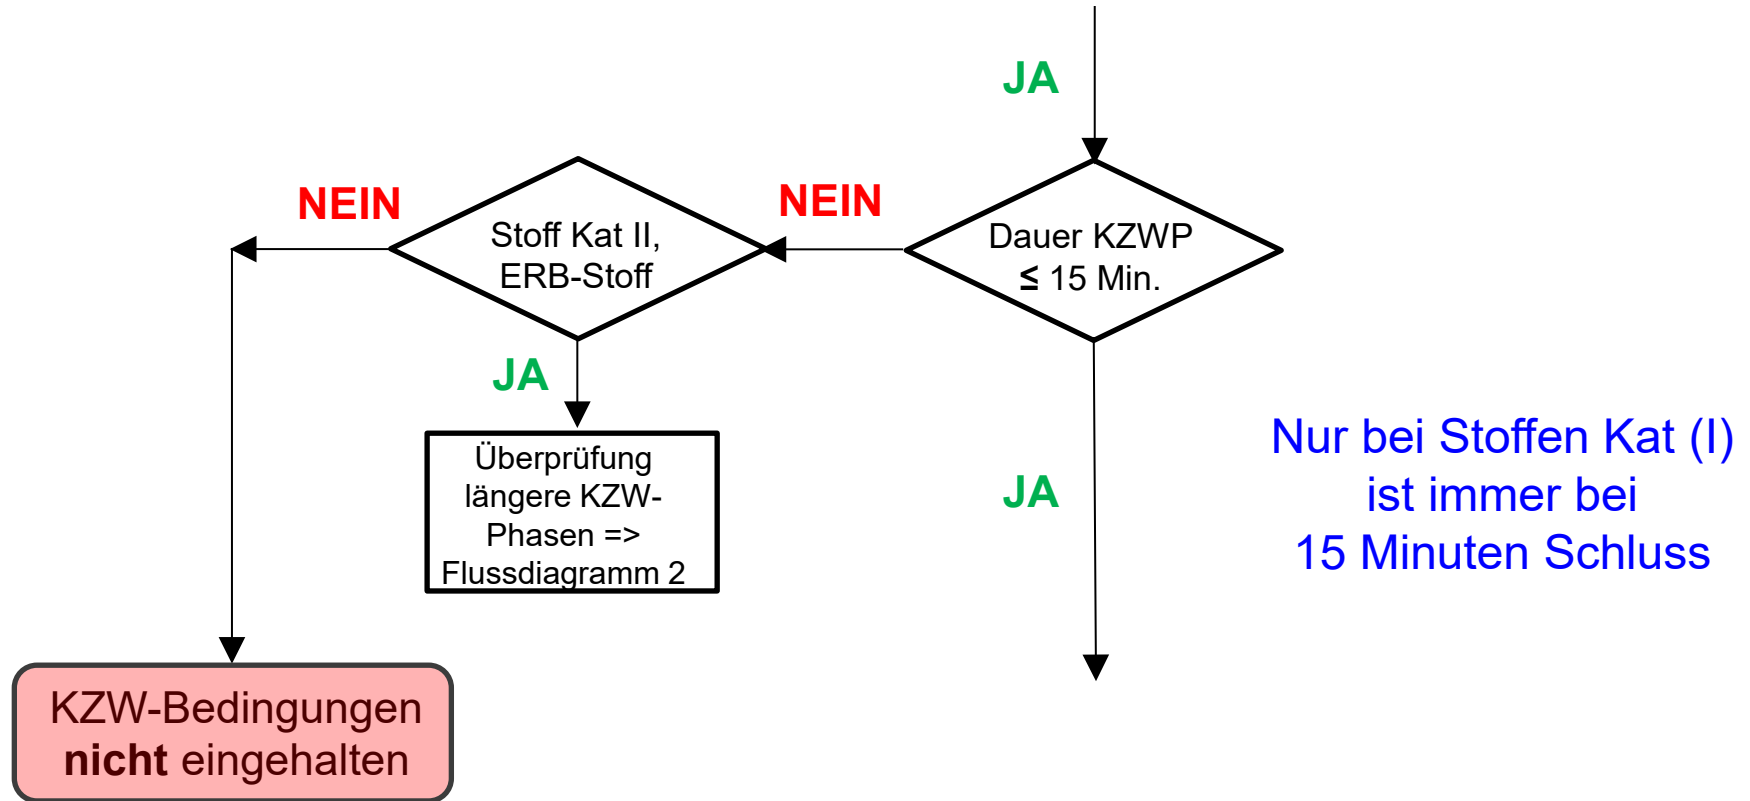 JA
NEIN
NEIN
Stoff Kat II,
ERB-Stoff
Dauer KZWP
≤ 15 Min.
JA
Überprüfung
längere KZW-
Phasen =>
Flussdiagramm 2
JA
Nur bei Stoffen Kat (I)
ist immer bei
15 Minuten Schluss
KZW-Bedingungen
nicht eingehalten